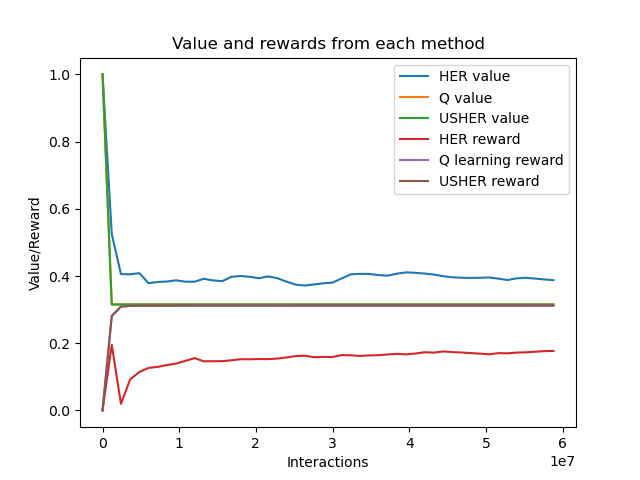 Value and rewards from each method
Value/Reward
1.0
0.8
0.6
0.4
0.2
0.0
HER value
Q value
USHER value
HER reward
Q learning reward
USHER reward
0 1 2 3 4 5 6
1e7
Interactions